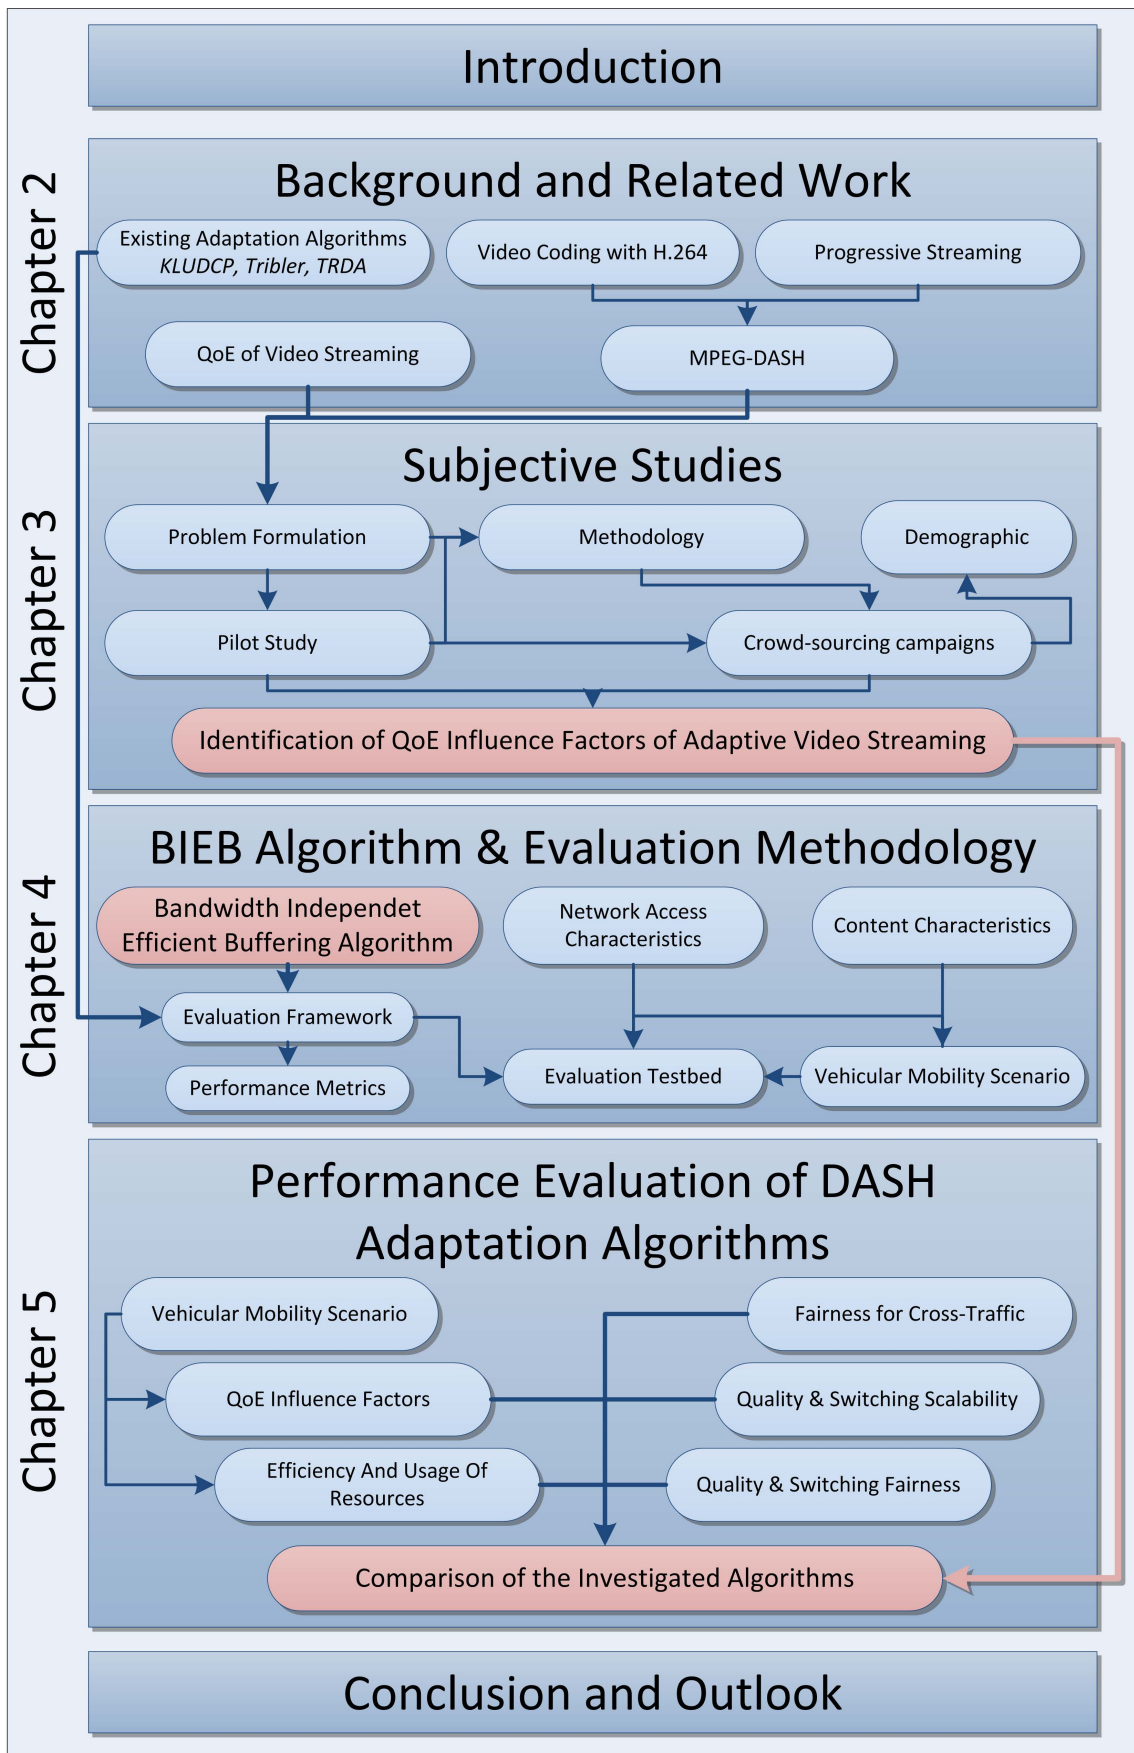 Introduction
Chapter 2
Background and Related Work
Existing Adaptation Algorithms
KLUDCP, Tribler, TRDA
Video Coding with H.264
Progressive Streaming
QoE of Video Streaming
MPEG-DASH
Chapter 3
Subjective Studies
Problem Formulation
Methodology
Demographic
Pilot Study
Crowd-sourcing campaigns
Identification of QoE Influence Factors of Adaptive Video Streaming
Chapter 4
BIEB Algorithm & Evaluation Methodology
Bandwidth Independet
Efficient Buffering Algorithm
Network Access
Characteristics
Content Characteristics
Evaluation Framework
Performance Metrics
Evaluation Testbed
Vehicular Mobility Scenario
Chapter 5
Performance Evaluation of DASH
Adaptation Algorithms
Vehicular Mobility Scenario
Fairness for Cross-Traffic
QoE Influence Factors
Quality & Switching Scalability
Efficiency And Usage Of
Resources
Quality & Switching Fairness
Comparison of the Investigated Algorithms
Conclusion and Outlook